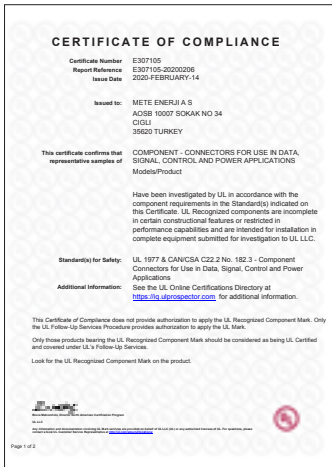 CERTIFICATE OF COMPLIANCE
Certificate Number E307105
Report Reference E307105-20200206
Issue Date 2020-FEBRUARY-14
Issued to: METE ENERJI A S
AOSB 10007 SOKAK NO 34
CIGLI
35620 TURKEY
This certificate confirms that COMPONENT - CONNECTORS FOR USE IN DATA,
representative samples of SIGNAL, CONTROL AND POWER APPLICATIONS
Models/Product
Have been investigated by UL in accordance with the
component requirements in the Standard(s) indicated on
this Certificate. UL Recognized components are incomplete
in certain constructional features or restricted in
performance capabilities and are intended for installation in
complete equipment submitted for investigation to UL LLC.
Standard(s) for Safety: UL 1977 & CAN/CSA C22.2 No. 182.3 - Component
Connectors for Use in Data, Signal, Control and Power
Applications
Additional Information: See the UL Online Certifications Directory at
https://iq.ulprospector.com for additional information.
This Certificate of Compliance does not provide authorization to apply the UL Recognized Component Mark. Only
the UL Follow-Up Services Procedure provides authorization to apply the UL Mark.
Only those products bearing the UL Recognized Component Mark should be considered as being UL Certified
and covered under UL's Follow-Up Services.
Look for the UL Recognized Component Mark on the product.
UL LLC
Page 1 of 2